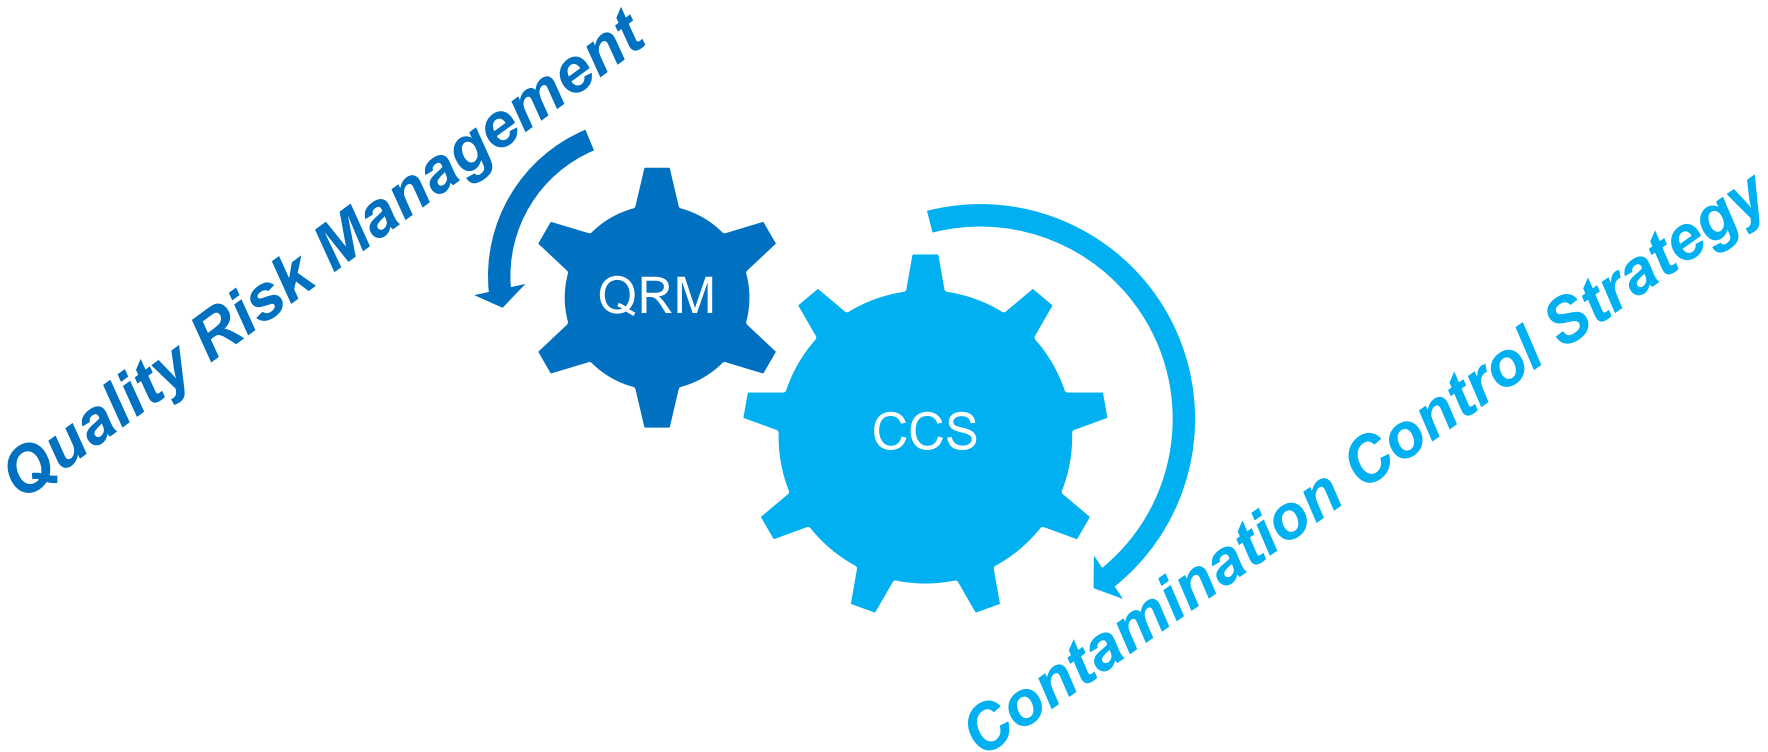 Quality Risk Management
QRM
CCS
Contamination Control Strategy